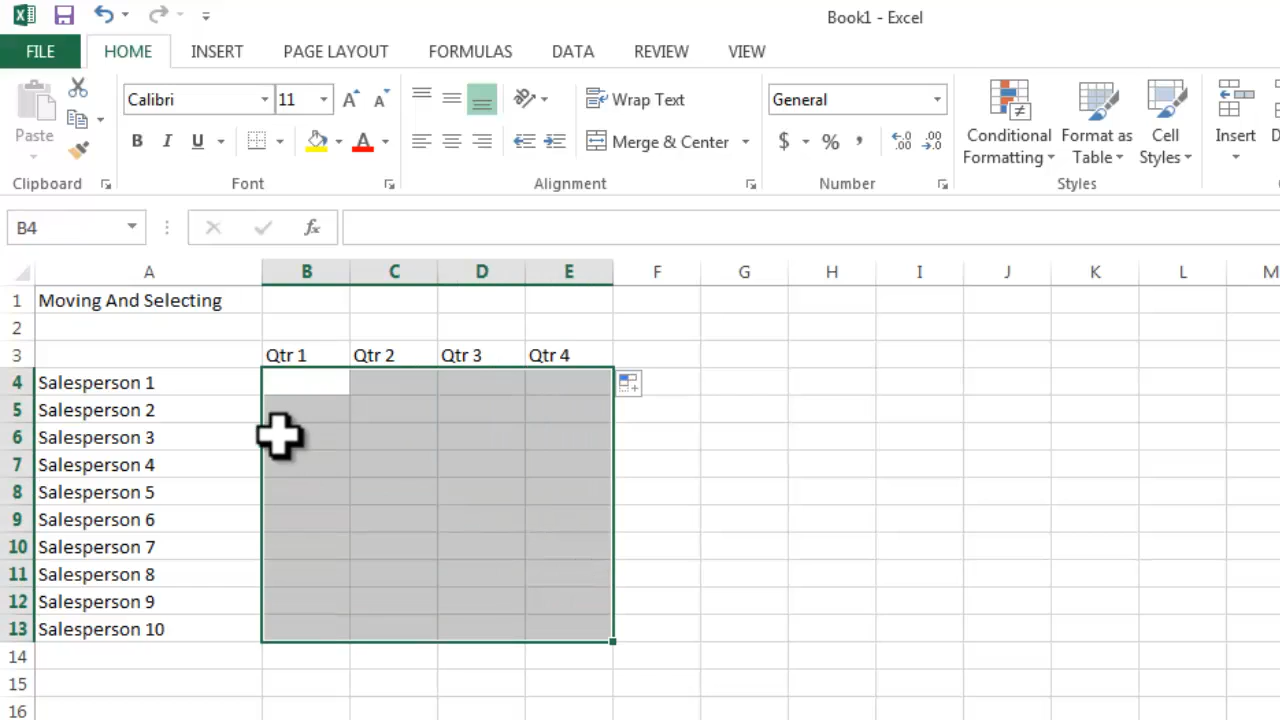 Book1 - Excel
FILE HOME INSERT PAGE LAYOUT FORMULAS DATA REVIEW VIEW
Calibri 11 Wrap Text General
Paste B I U A Merge & Center $ % , .00 .00 Conditional Formatting Format as Table Cell Styles Insert
Clipboard Font Alignment Number Styles
B4 fx
A B C D E F G H I J K L M
1 Moving And Selecting
2
3 Qtr 1 Qtr 2 Qtr 3 Qtr 4
4 Salesperson 1
5 Salesperson 2
6 Salesperson 3
7 Salesperson 4
8 Salesperson 5
9 Salesperson 6
10 Salesperson 7
11 Salesperson 8
12 Salesperson 9
13 Salesperson 10
14
15
16